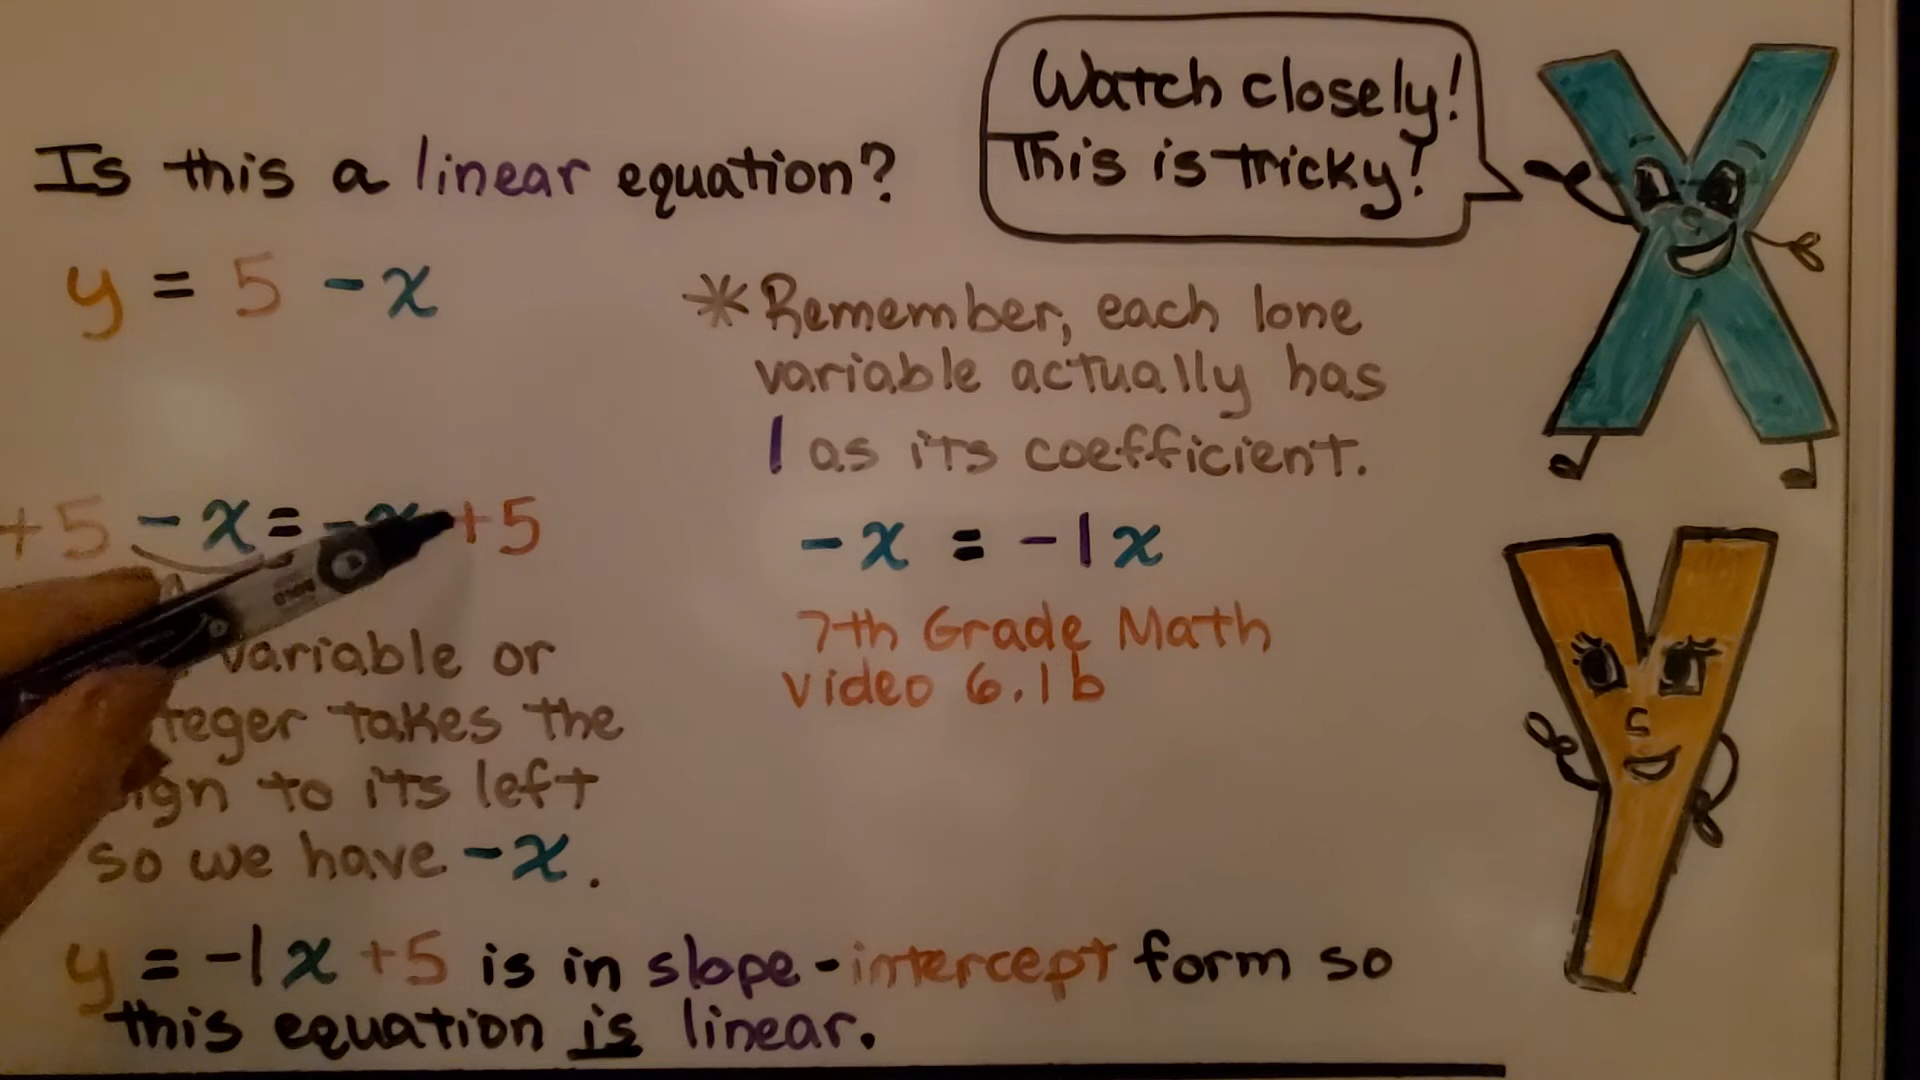 Watch closely!
This is tricky!
Is this a linear equation?
y = 5 - x
*Remember, each lone
variable actually has
1 as its coefficient.
+5 - x = -x +5
-x = -1x
7th Grade Math
video 6.1b
variable or
teger takes the
ign to its left
so we have -x.
y = -1x +5 is in slope-intercept form so
this equation is linear.